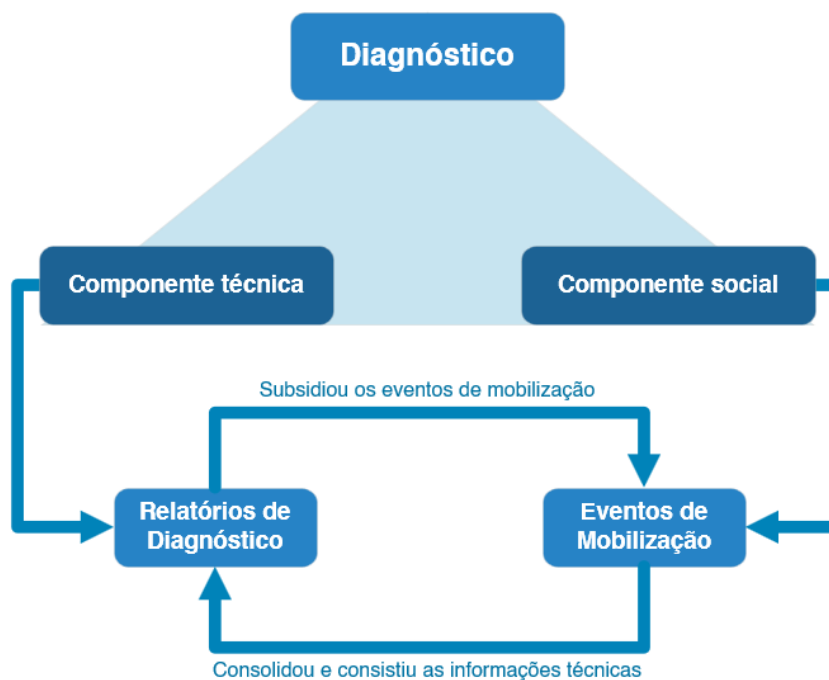 Diagnóstico
Componente técnica
Componente social
Subsidiou os eventos de mobilização
Relatórios de
Diagnóstico
Eventos de
Mobilização
Consolidou e consistiu as informações técnicas